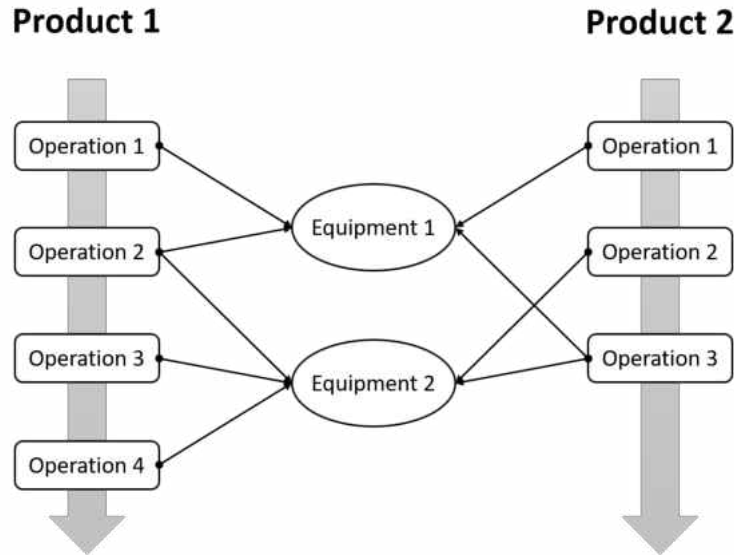 Product 1
Product 2
Operation 1
Operation 1
Operation 2
Equipment 1
Operation 2
Operation 3
Equipment 2
Operation 3
Operation 4